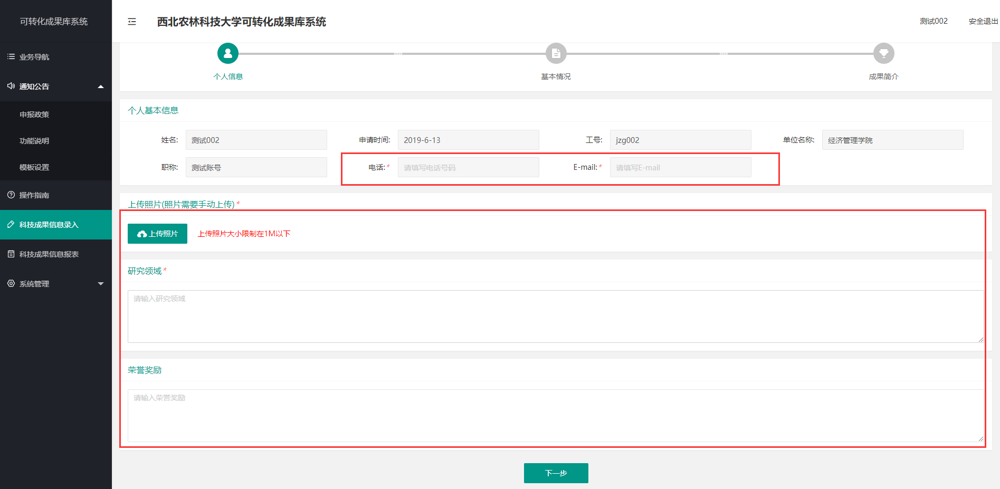 可转化成果库系统
西北农林科技大学可转化成果库系统
测试002
安全退出
业务导航
通知公告
申报政策
功能说明
模板设置
操作指南
科技成果信息录入
科技成果信息报表
系统管理
个人信息
基本情况
成果简介
个人基本信息
姓名: 测试002
申请时间: 2019-6-13
工号: jzg002
单位名称: 经济管理学院
职称: 测试账号
电话:* 请填写电话号码
E-mail:* 请填写E-mail
上传照片(照片需要手动上传)*
上传照片 上传照片大小限制在1M以下
研究领域*
请输入研究领域
荣誉奖励
请输入荣誉奖励
下一步